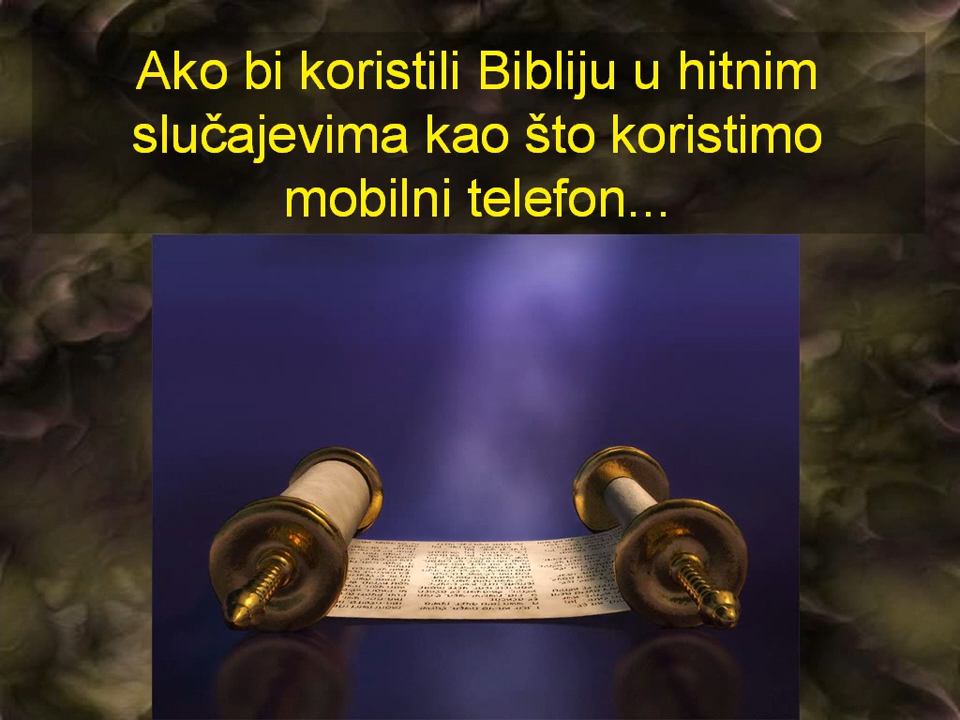 Ako bi koristili Bibliju u hitnim
slučajevima kao što koristimo
mobilni telefon...